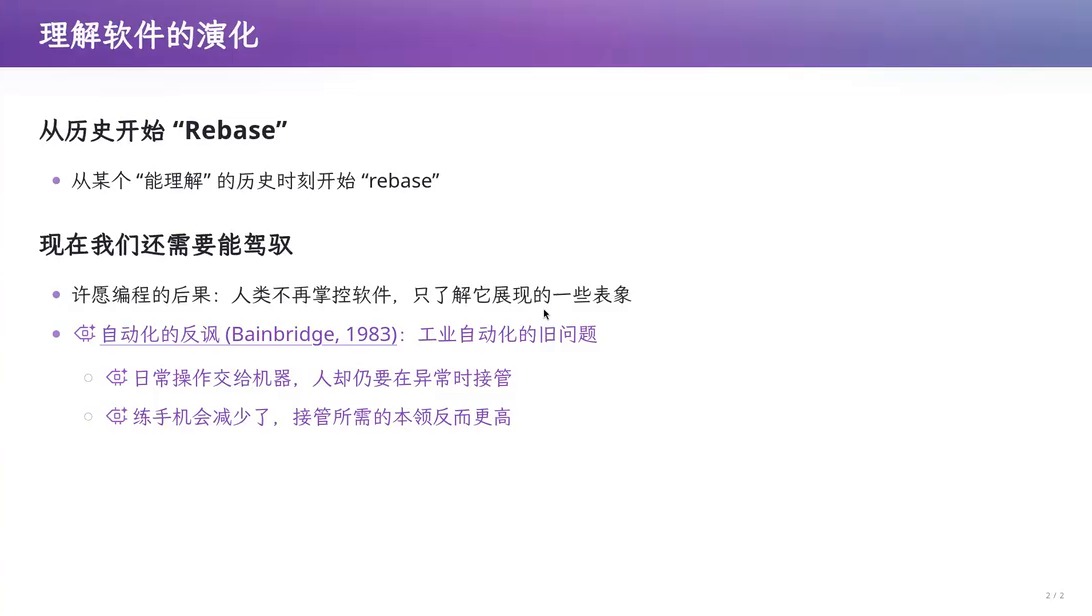 理解软件的演化
从历史开始 “Rebase”
从某个 “能理解” 的历史时刻开始 “rebase”
现在我们还需要能驾驭
许愿编程的后果：人类不再掌控软件，只了解它展现的一些表象
自动化的反讽 (Bainbridge, 1983)：工业自动化的旧问题
日常操作交给机器，人却仍要在异常时接管
练手机会减少了，接管所需的本领反而更高
2 / 2